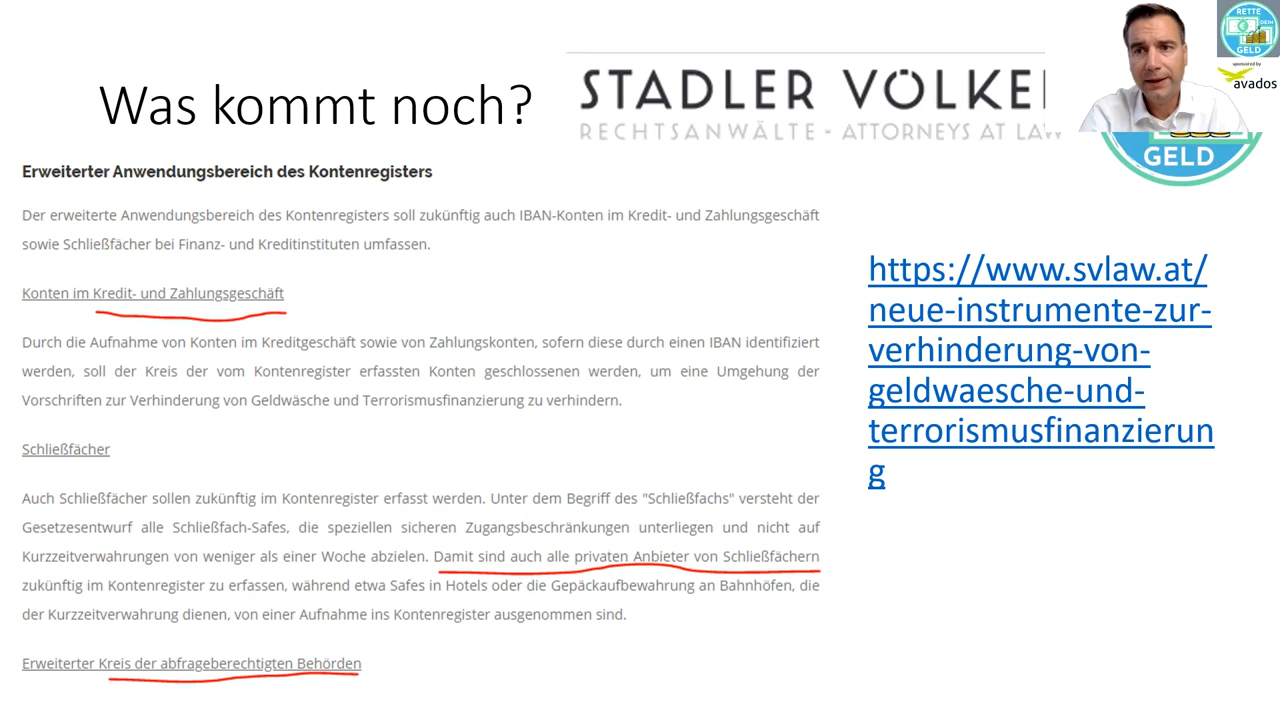 Was kommt noch?
STADLER VÖLKE
RECHTSANWÄLTE - ATTORNEYS AT LAW
RETTE
DEIN
GELD
sponsored by
avados
GELD
Erweiterter Anwendungsbereich des Kontenregisters
Der erweiterte Anwendungsbereich des Kontenregisters soll zukünftig auch IBAN-Konten im Kredit- und Zahlungsgeschäft
sowie Schließfächer bei Finanz- und Kreditinstituten umfassen.
Konten im Kredit- und Zahlungsgeschäft
Durch die Aufnahme von Konten im Kreditgeschäft sowie von Zahlungskonten, sofern diese durch einen IBAN identifiziert
werden, soll der Kreis der vom Kontenregister erfassten Konten geschlossenen werden, um eine Umgehung der
Vorschriften zur Verhinderung von Geldwäsche und Terrorismusfinanzierung zu verhindern.
Schließfächer
Auch Schließfächer sollen zukünftig im Kontenregister erfasst werden. Unter dem Begriff des "Schließfachs" versteht der
Gesetzesentwurf alle Schließfach-Safes, die speziellen sicheren Zugangsbeschränkungen unterliegen und nicht auf
Kurzzeitverwahrungen von weniger als einer Woche abzielen. Damit sind auch alle privaten Anbieter von Schließfächern
zukünftig im Kontenregister zu erfassen, während etwa Safes in Hotels oder die Gepäckaufbewahrung an Bahnhöfen, die
der Kurzzeitverwahrung dienen, von einer Aufnahme ins Kontenregister ausgenommen sind.
Erweiterter Kreis der abfrageberechtigten Behörden
https://www.svlaw.at/
neue-instrumente-zur-
verhinderung-von-
geldwaesche-und-
terrorismusfinanzierun
g